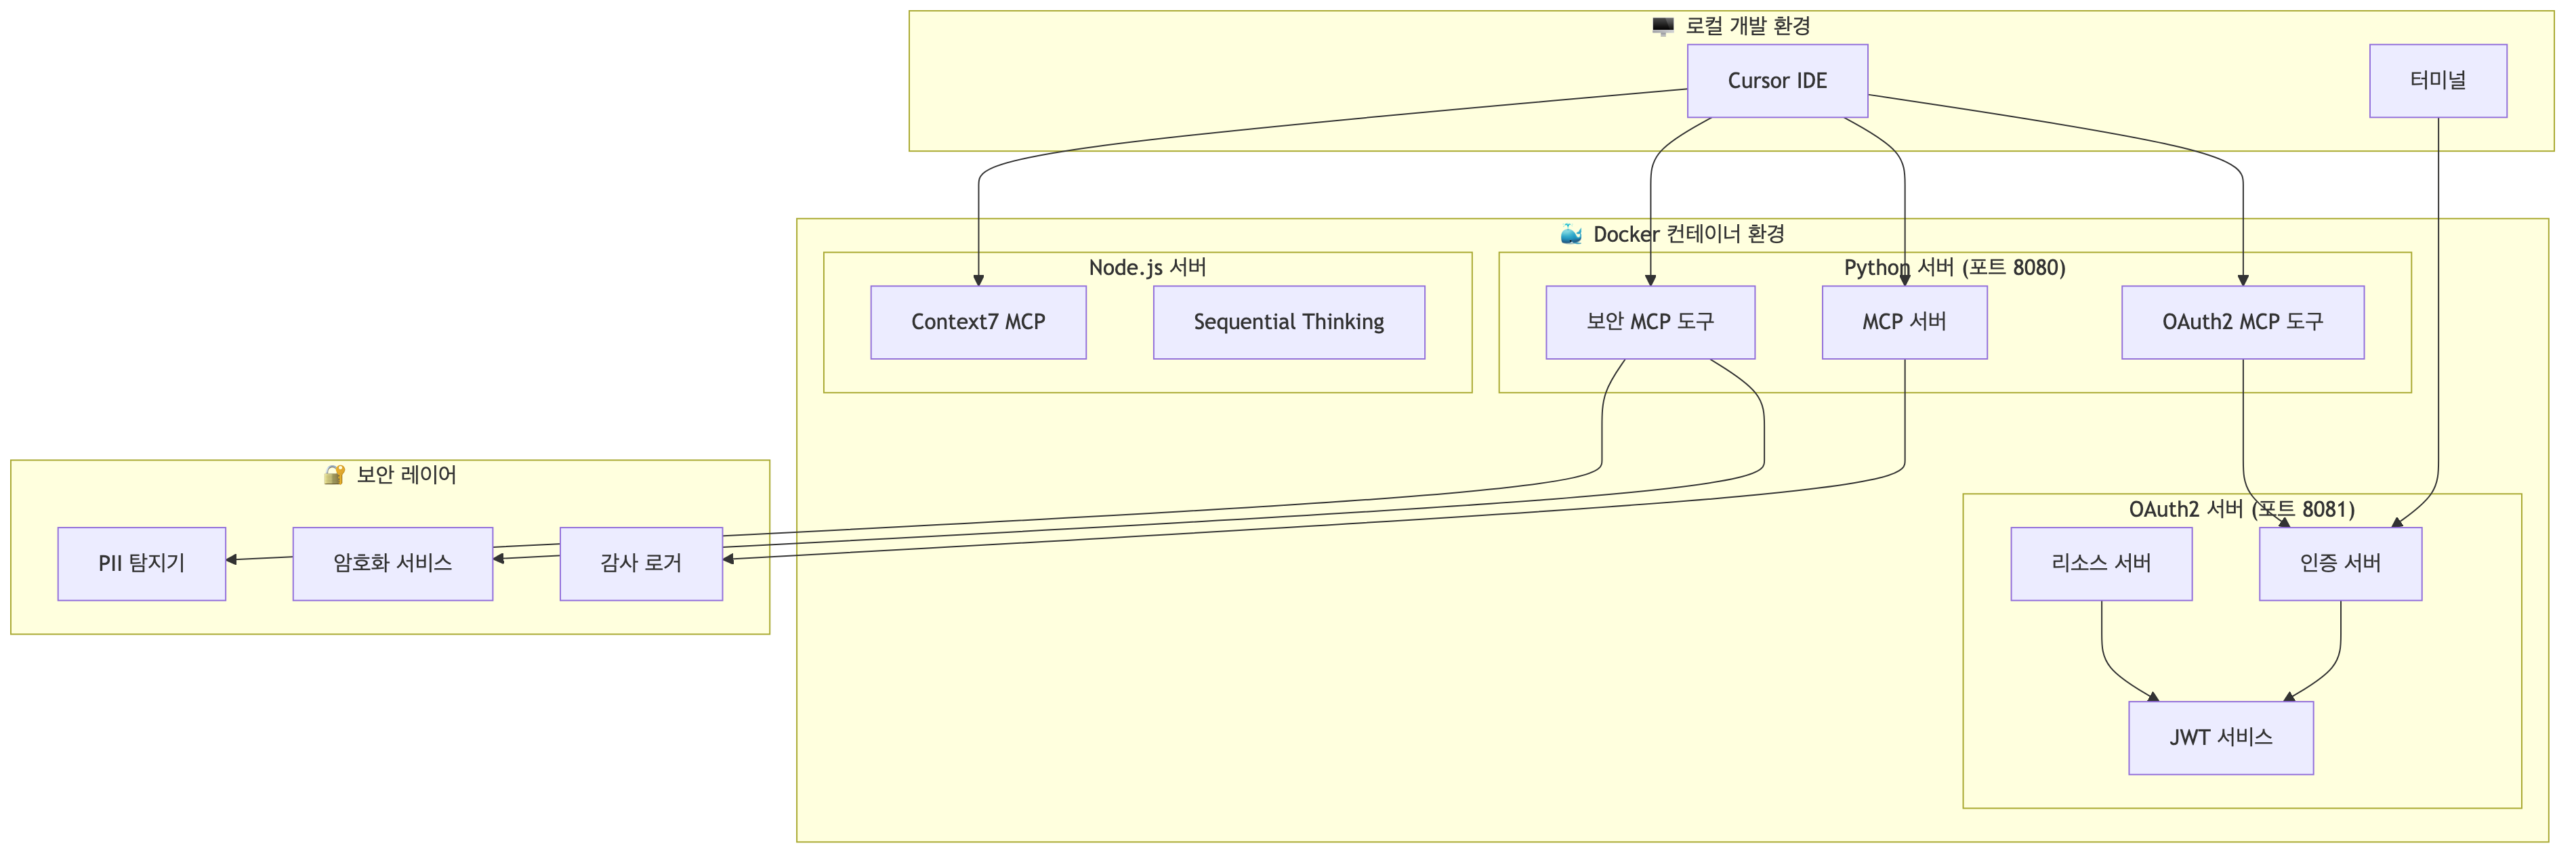 🖥️ 로컬 개발 환경
Cursor IDE
터미널
🐳 Docker 컨테이너 환경
Node.js 서버
Python 서버 (포트 8080)
Context7 MCP
Sequential Thinking
보안 MCP 도구
MCP 서버
OAuth2 MCP 도구
🔐 보안 레이어
PII 탐지기
암호화 서비스
감사 로거
OAuth2 서버 (포트 8081)
리소스 서버
인증 서버
JWT 서비스